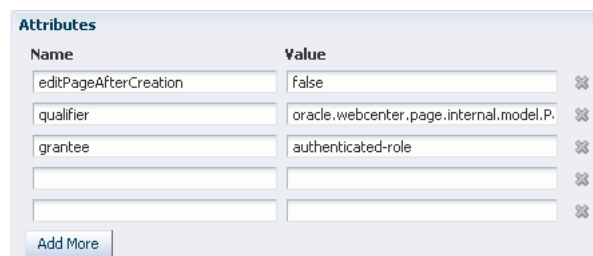 Attributes
Name Value
editPageAfterCreation false
qualifier oracle.webcenter.page.internal.model.P
grantee authenticated-role
Add More